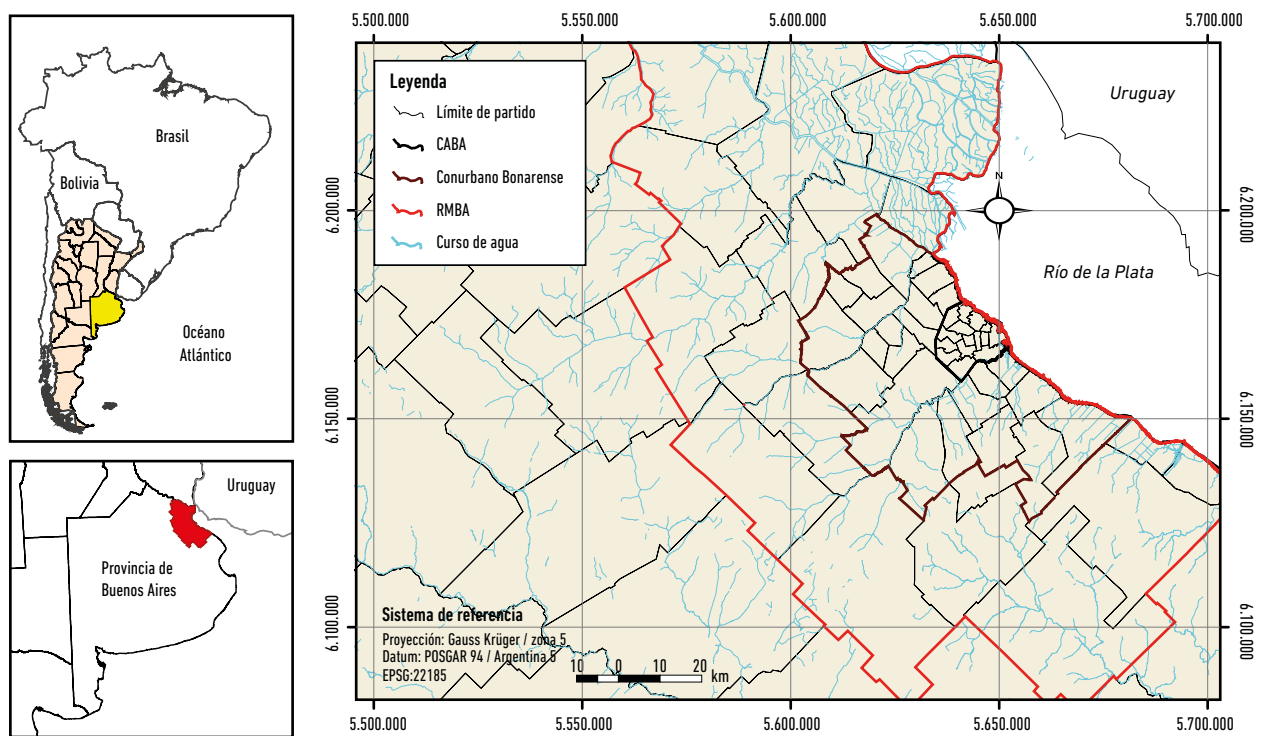 Brasil
Bolivia
Océano
Atlántico
Uruguay
Provincia de
Buenos Aires
5.500.000
5.550.000
5.600.000
5.650.000
5.700.000
Leyenda
Límite de partido
CABA
Conurbano Bonarense
RMBA
Curso de agua
Uruguay
N
Río de la Plata
6.200.000
6.200.000
6.150.000
6.150.000
6.100.000
6.100.000
Sistema de referencia
Proyección: Gauss Krüger / zona 5
Datum: POSGAR 94 / Argentina 5
EPSG:22185
10 0 10 20
km
5.500.000
5.550.000
5.600.000
5.650.000
5.700.000